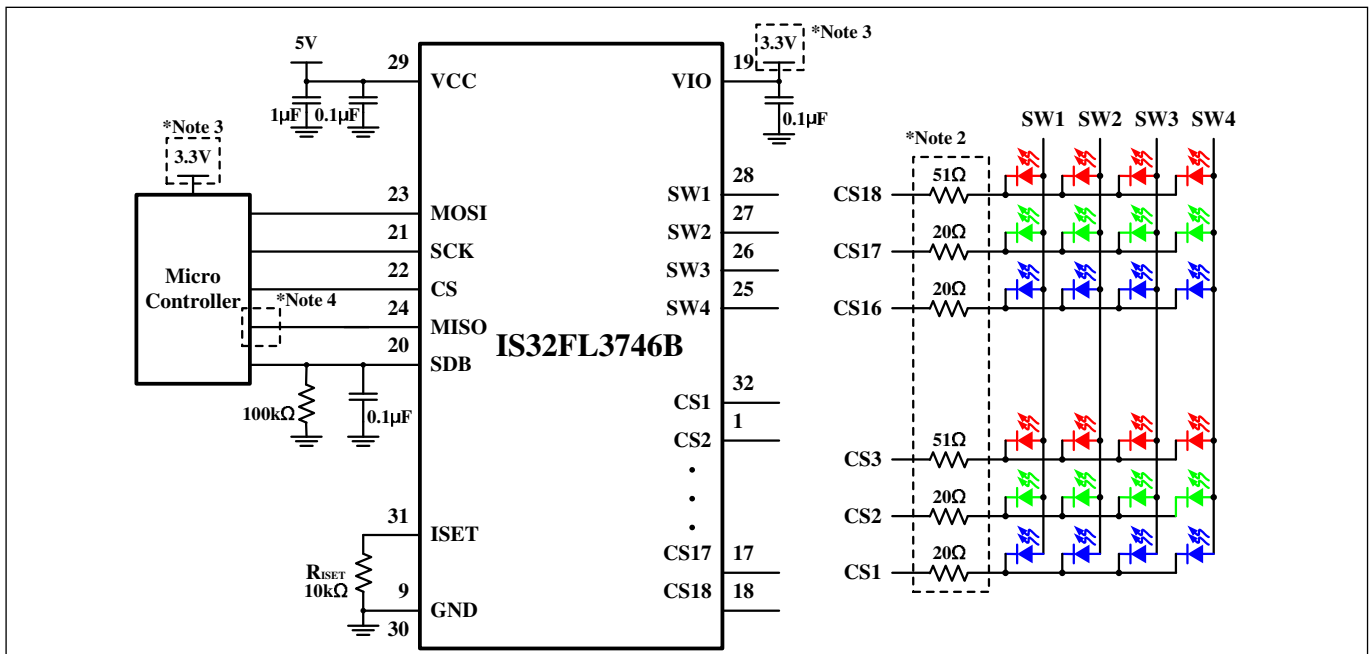 5V
29
VCC
1µF
0.1µF
*Note 3
3.3V
Micro
Controller
23
MOSI
21
SCK
22
CS
*Note 4
24
MISO
20
SDB
100kΩ
0.1µF
31
ISET
RISET
10kΩ
9
GND
30
IS32FL3746B
3.3V
*Note 3
19
VIO
0.1µF
28
SW1
27
SW2
26
SW3
25
SW4
32
CS1
1
CS2
CS17
17
CS18
18
*Note 2
SW1 SW2 SW3 SW4
CS18
51Ω
CS17
20Ω
CS16
20Ω
CS3
51Ω
CS2
20Ω
CS1
20Ω